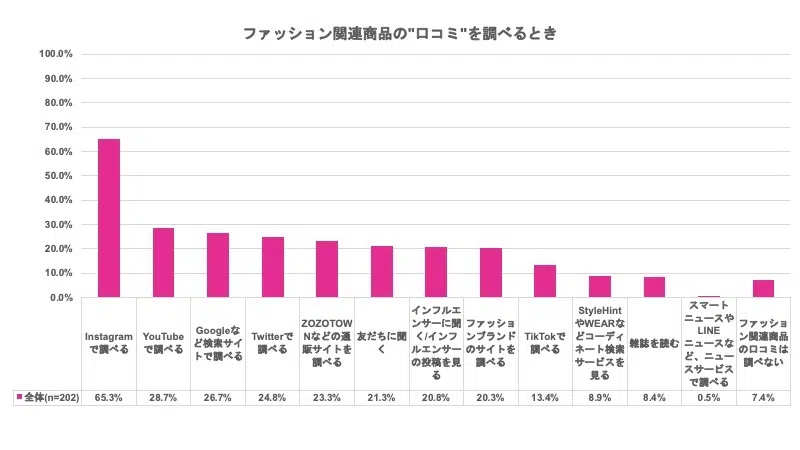 ファッション関連商品の"口コミ"を調べるとき
100.0%
90.0%
80.0%
70.0%
60.0%
50.0%
40.0%
30.0%
20.0%
10.0%
0.0%
Instagram
で調べる
YouTube
で調べる
Googleな
ど検索サイ
トで調べる
Twitterで
調べる
ZOZOTOW
Nなどの通
販サイトを
調べる
友だちに聞
く
インフルエ
ンサーに聞
く/インフ
ルエンサー
の投稿を見
る
ファッショ
ンブランド
のサイトを
調べる
TikTokで
調べる
StyleHint
やWEARな
どコーディ
ネート検索
サービスを
見る
雑誌を読む
スマート
ニュースや
LINE
ニュースな
ど、ニュー
スサービス
で調べる
ファッショ
ン関連商品
の口コミは
調べない
全体(n=202)
65.3%
28.7%
26.7%
24.8%
23.3%
21.3%
20.8%
20.3%
13.4%
8.9%
8.4%
0.5%
7.4%